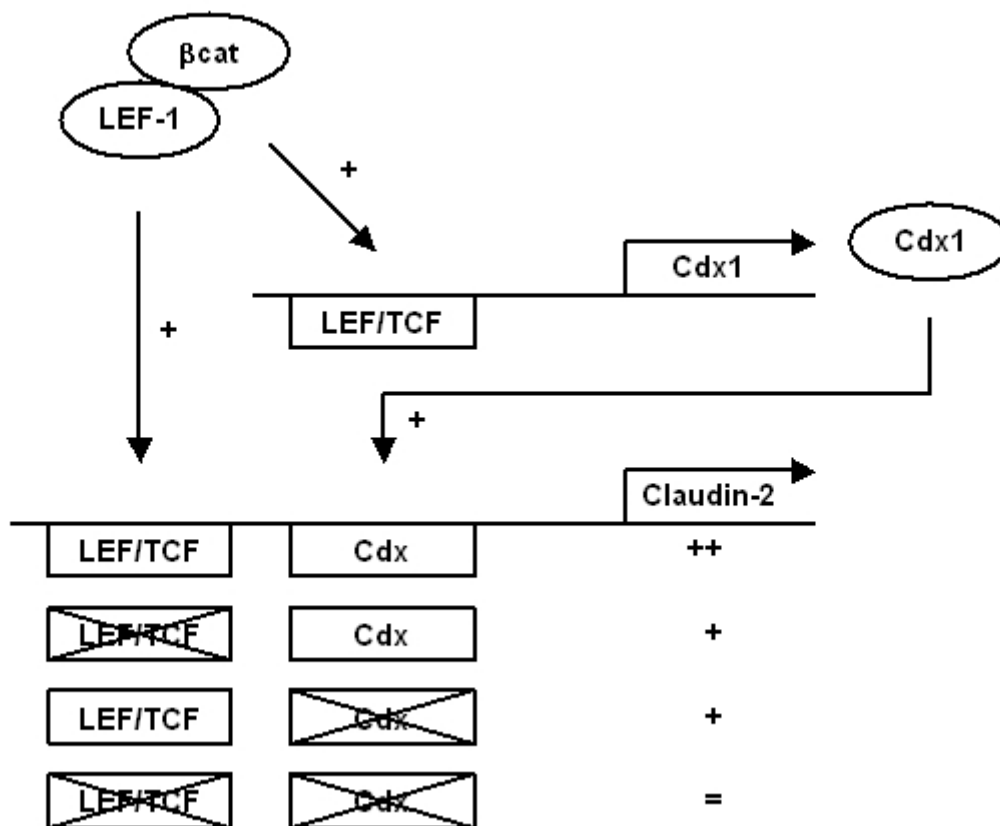 βcat
LEF-1
+
Cdx1
Cdx1
LEF/TCF
+
+
Claudin-2
LEF/TCF Cdx ++
LEF/TCF Cdx +
LEF/TCF Cdx +
LEF/TCF Cdx =